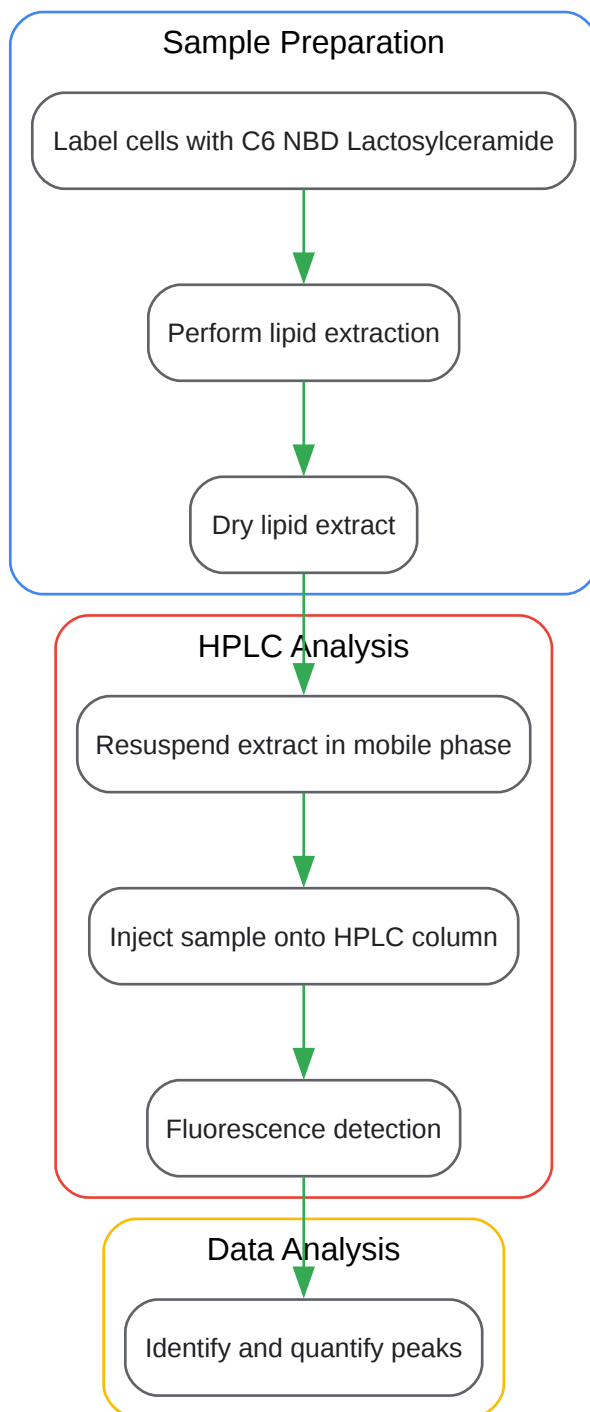 Sample Preparation
Label cells with C6 NBD Lactosylceramide
Perform lipid extraction
Dry lipid extract
HPLC Analysis
Resuspend extract in mobile phase
Inject sample onto HPLC column
Fluorescence detection
Data Analysis
Identify and quantify peaks